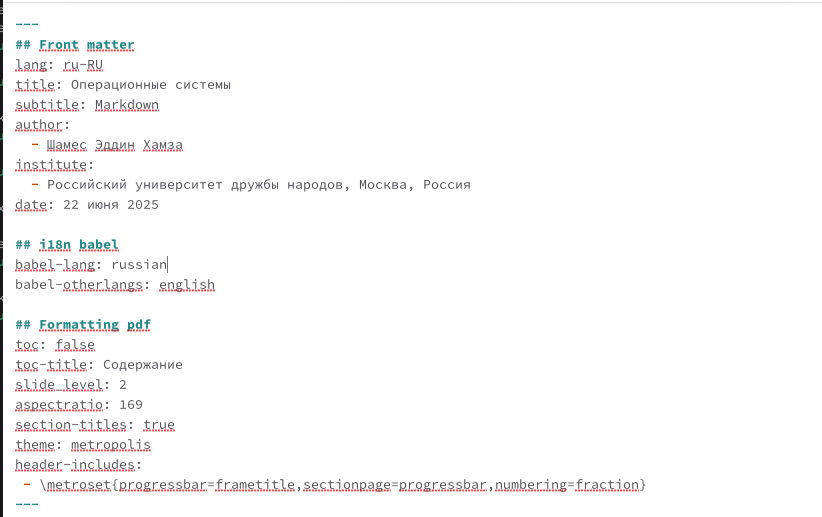 ---
## Front matter
lang: ru-RU
title: Операционные системы
subtitle: Markdown
author:
  - Шамес Эддин Хамза
institute:
  - Российский университет дружбы народов, Москва, Россия
date: 22 июня 2025

## i18n babel
babel-lang: russian
babel-otherlangs: english

## Formatting pdf
toc: false
toc-title: Содержание
slide_level: 2
aspectratio: 169
section-titles: true
theme: metropolis
header-includes:
 - \metroset{progressbar=frametitle,sectionpage=progressbar,numbering=fraction}
---